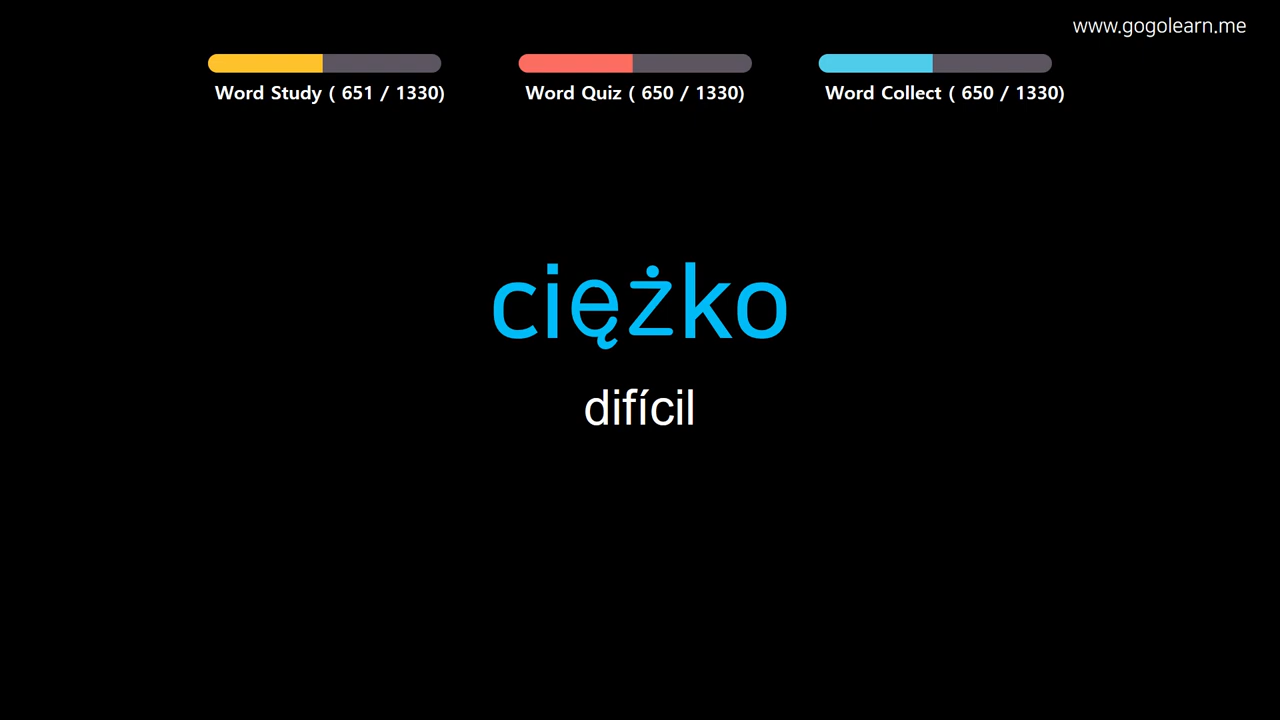 www.gogolearn.me
Word Study ( 651 / 1330)
Word Quiz ( 650 / 1330)
Word Collect ( 650 / 1330)
ciężko
difícil